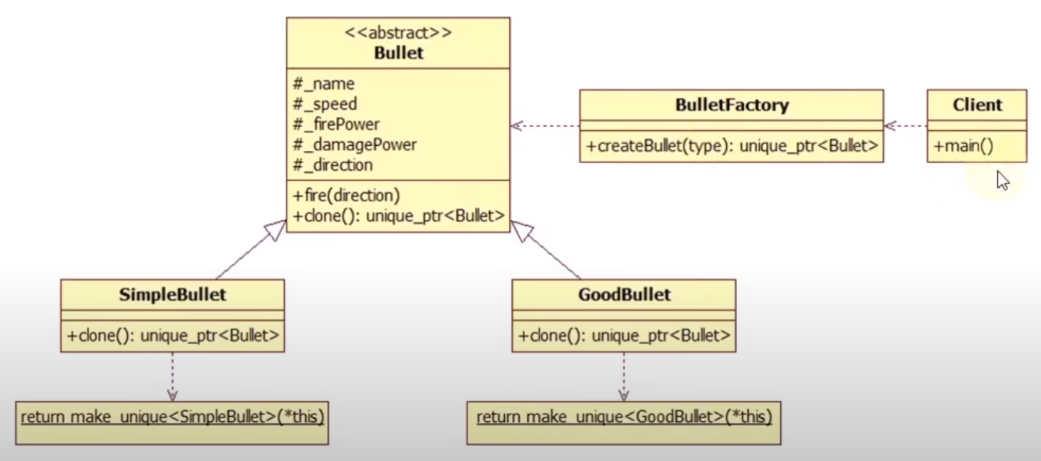 <<abstract>>
Bullet
#_name
#_speed
#_firePower
#_damagePower
#_direction
+fire(direction)
+clone(): unique_ptr<Bullet>
BulletFactory
+createBullet(type): unique_ptr<Bullet>
Client
+main()
SimpleBullet
+clone(): unique_ptr<Bullet>
GoodBullet
+clone(): unique_ptr<Bullet>
return make_unique<SimpleBullet>(*this)
return make_unique<GoodBullet>(*this)